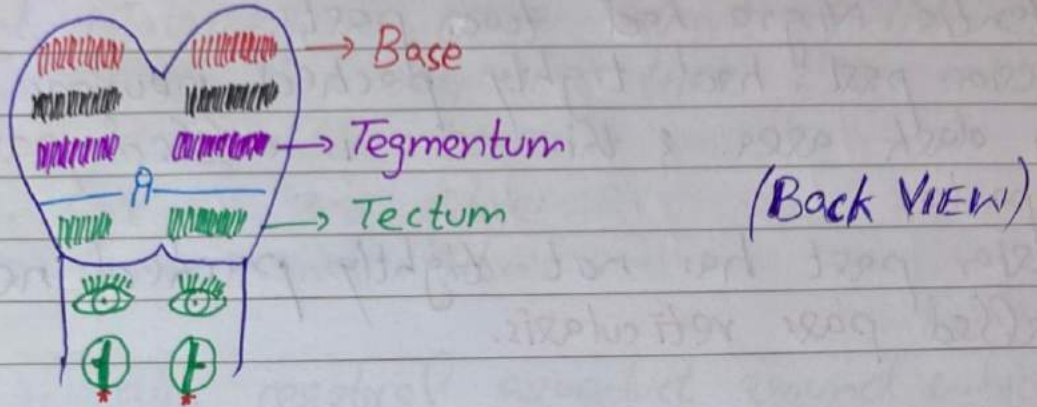 → Base
→ Tegmentum
→ Tectum
(Back VIEW)